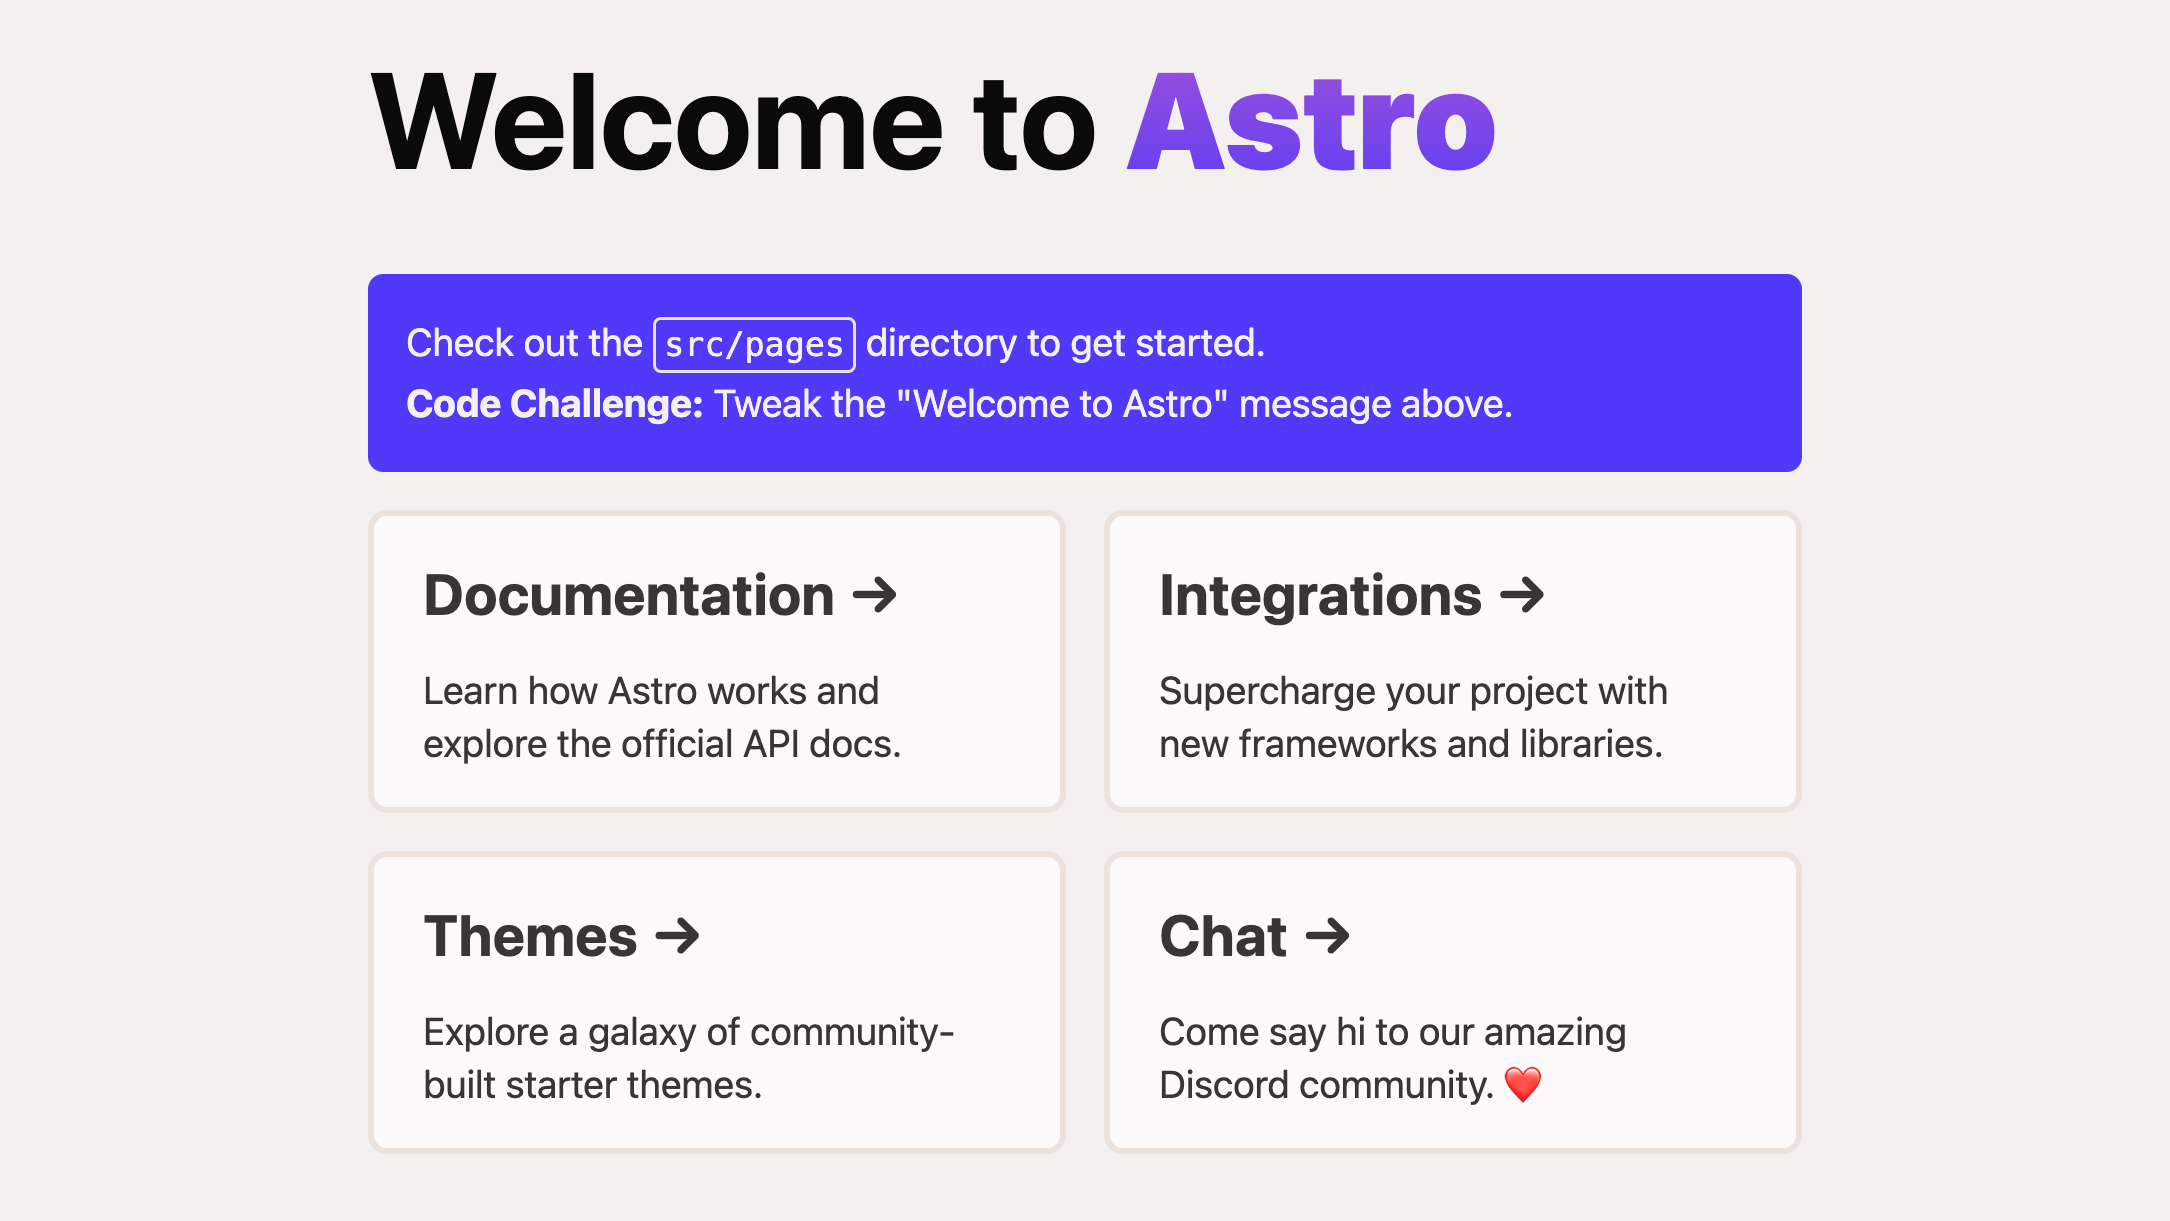 Welcome to Astro
Check out the src/pages directory to get started.
Code Challenge: Tweak the "Welcome to Astro" message above.
Documentation →
Learn how Astro works and
explore the official API docs.
Integrations →
Supercharge your project with
new frameworks and libraries.
Themes →
Explore a galaxy of community-
built starter themes.
Chat →
Come say hi to our amazing
Discord community. ❤️